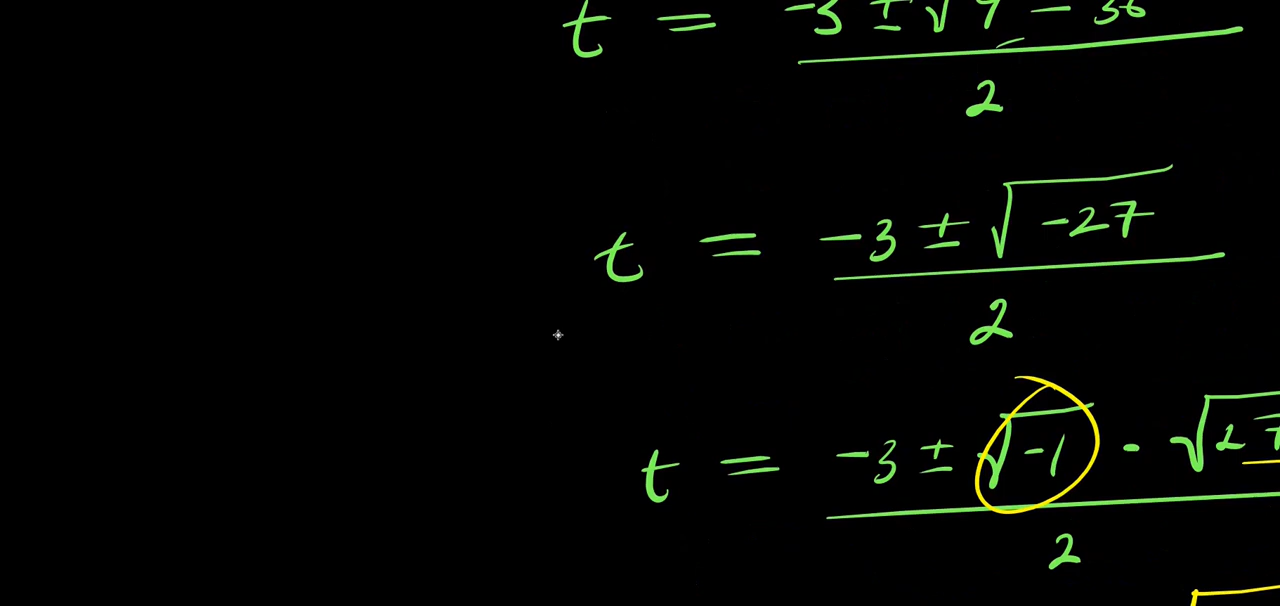 t = -3 ± √9 - 36 / 2
t = -3 ± √-27 / 2
t = -3 ± √-1 · √27 / 2